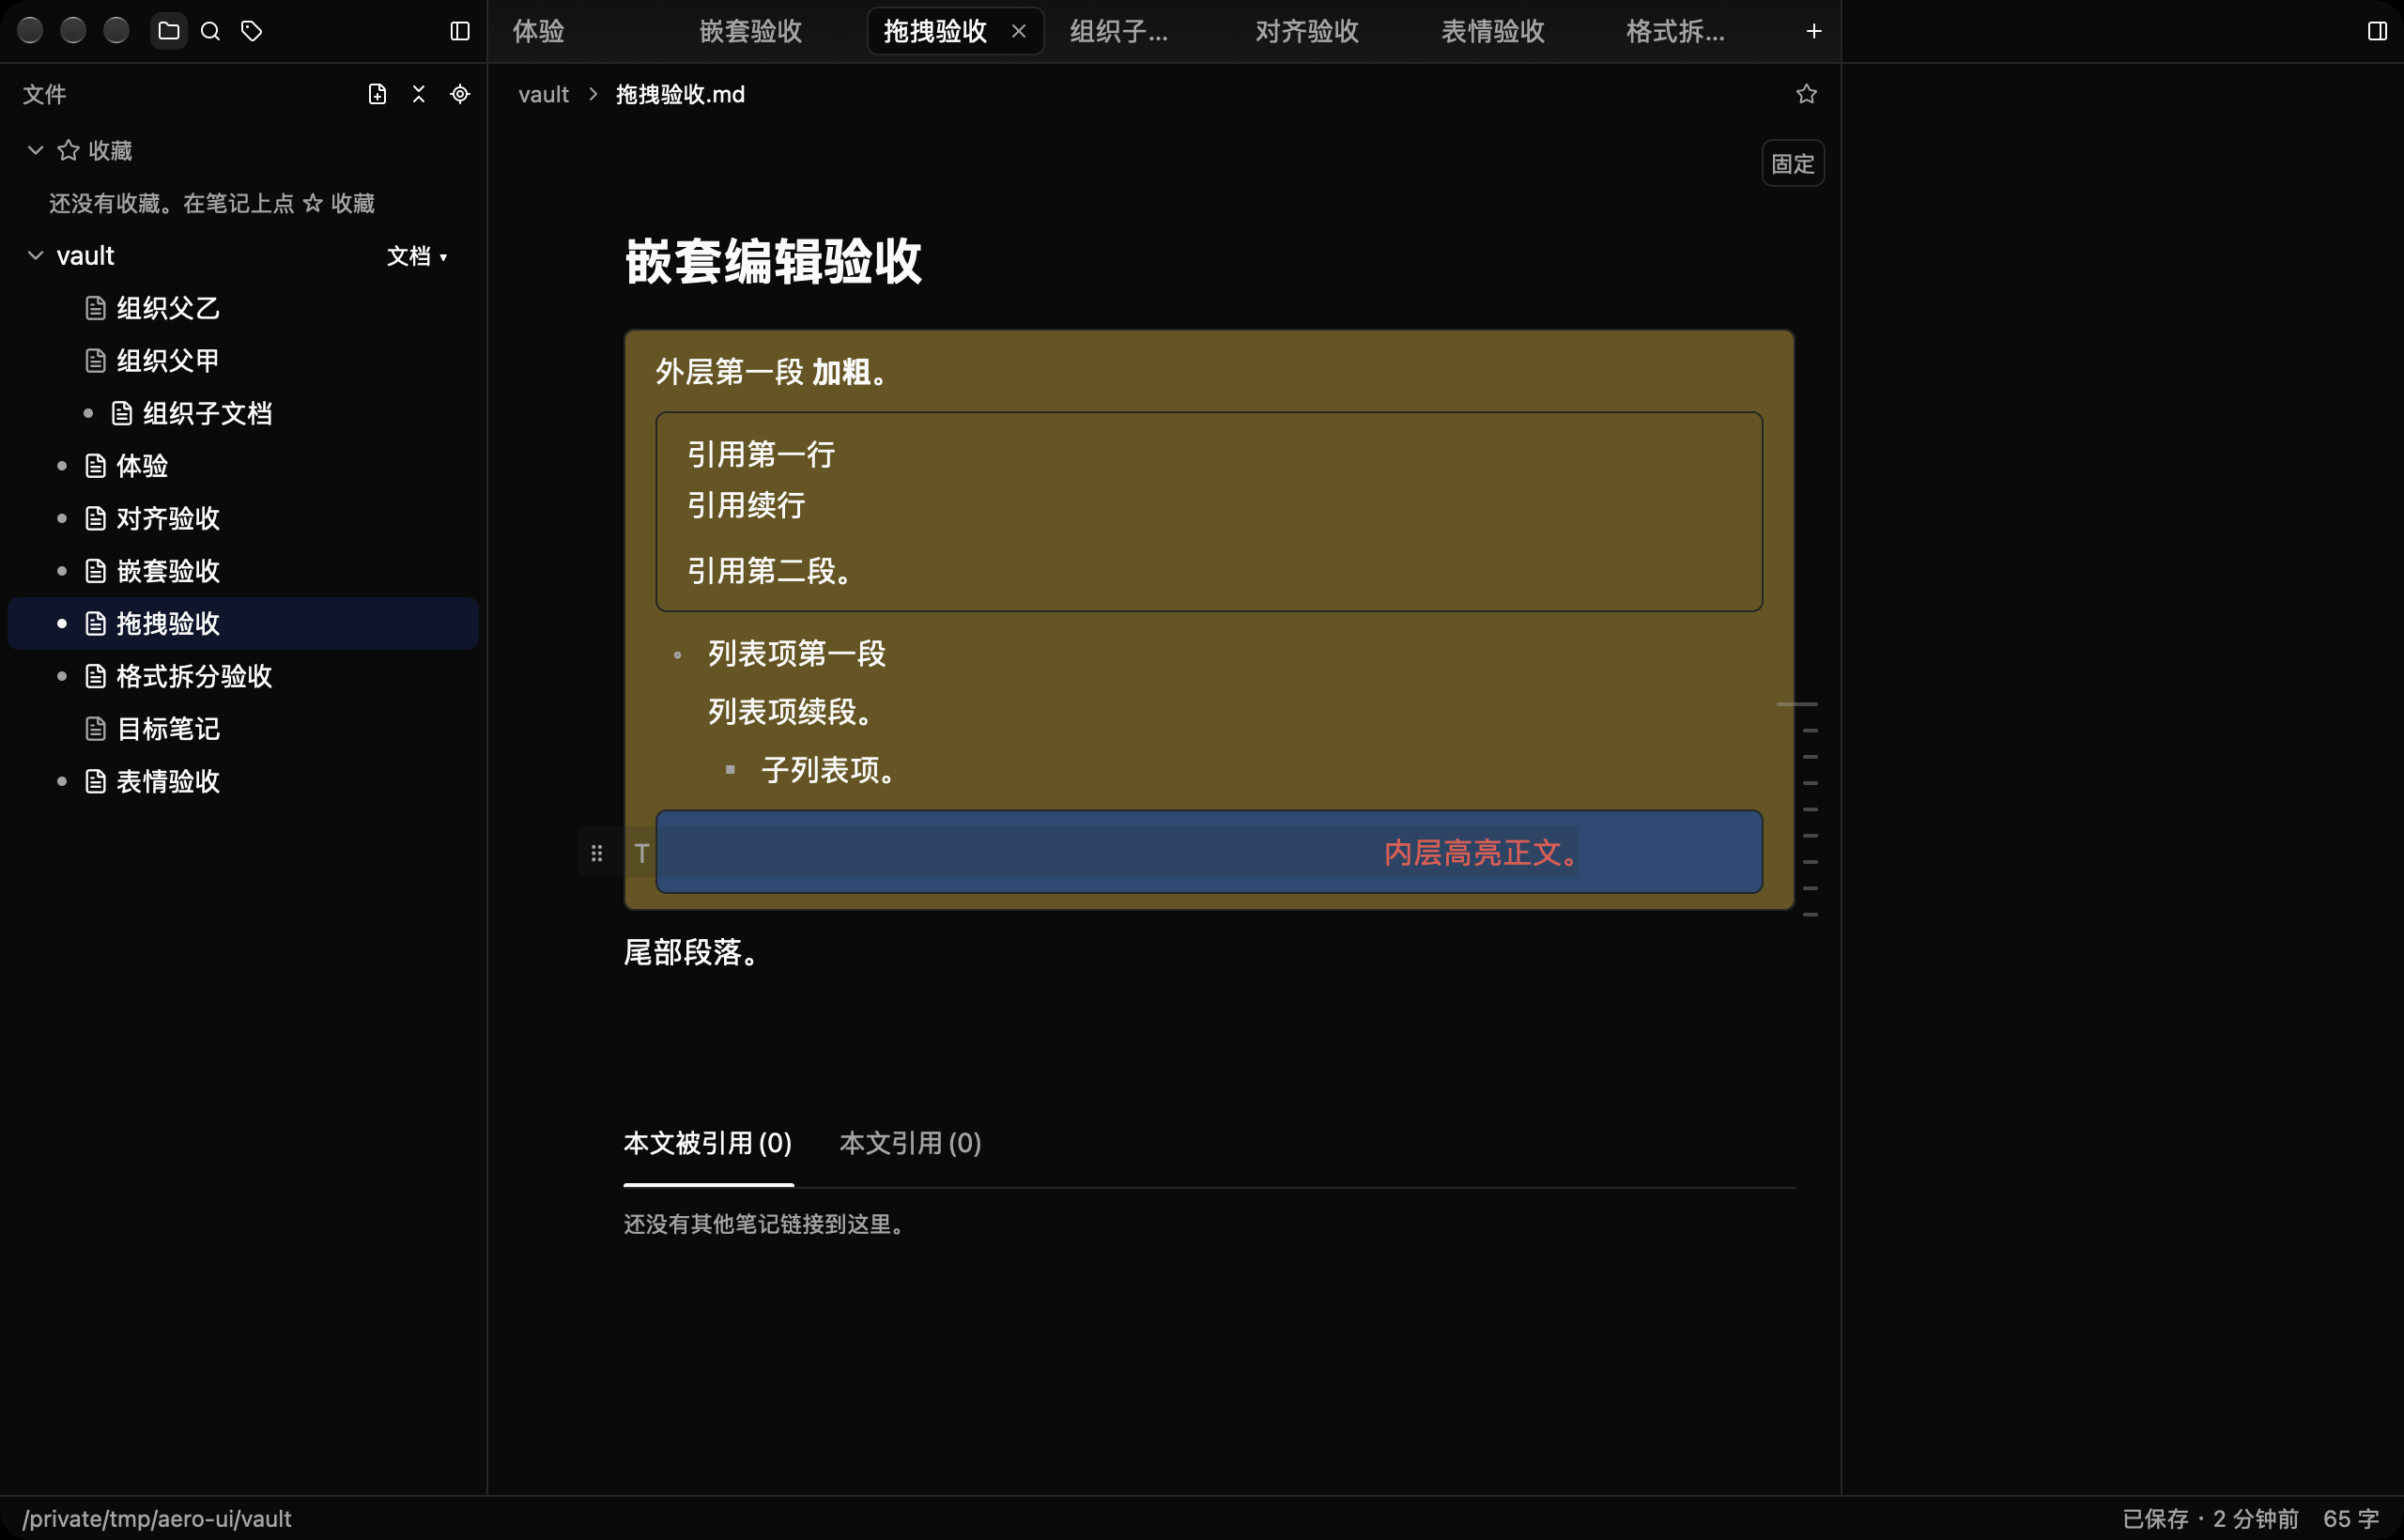 体验
嵌套验收
拖拽验收
组织子...
对齐验收
表情验收
格式拆...
文件
收藏
还没有收藏。在笔记上点 ☆ 收藏
vault
文档
组织父乙
组织父甲
组织子文档
体验
对齐验收
嵌套验收
拖拽验收
格式拆分验收
目标笔记
表情验收
vault > 拖拽验收.md
固定
嵌套编辑验收
外层第一段 加粗。
引用第一行
引用续行
引用第二段。
列表项第一段
列表项续段。
子列表项。
T
内层高亮正文。
尾部段落。
本文被引用 (0)
本文引用 (0)
还没有其他笔记链接到这里。
/private/tmp/aero-ui/vault
已保存 · 2 分钟前
65 字